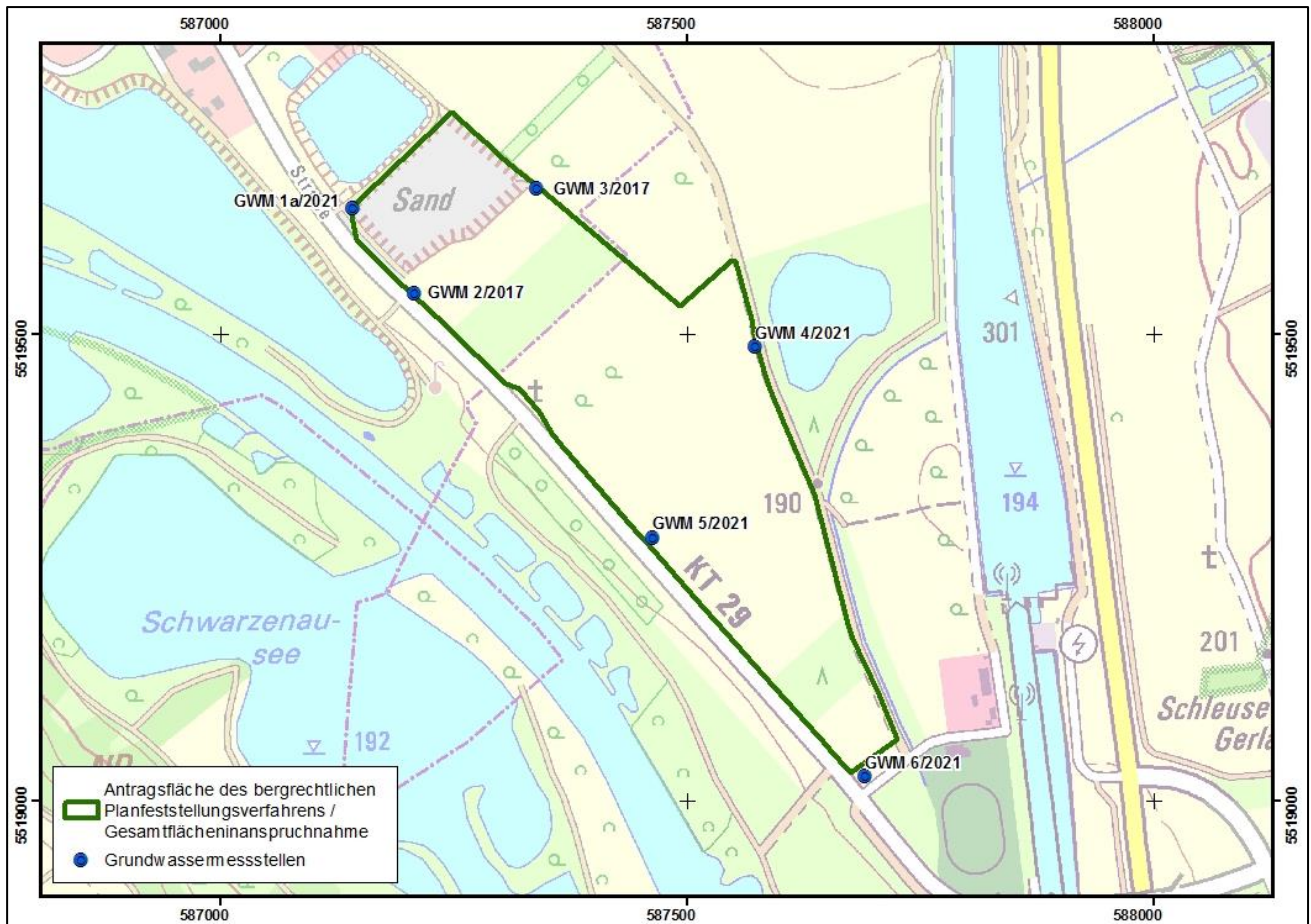 587000
587500
588000
Straße
Sand
GWM 1a/2021
GWM 3/2017
GWM 2/2017
5519500
5519500
GWM 4/2021
301
190
194
GWM 5/2021
KT 29
Schwarzenau-
see
192
201
Schleuse
Gerla
GWM 6/2021
ND
Antragsfläche des bergrechtlichen
Planfeststellungsverfahrens /
Gesamtflächeninanspruchnahme
Grundwassermessstellen
5519000
5519000
587000
587500
588000